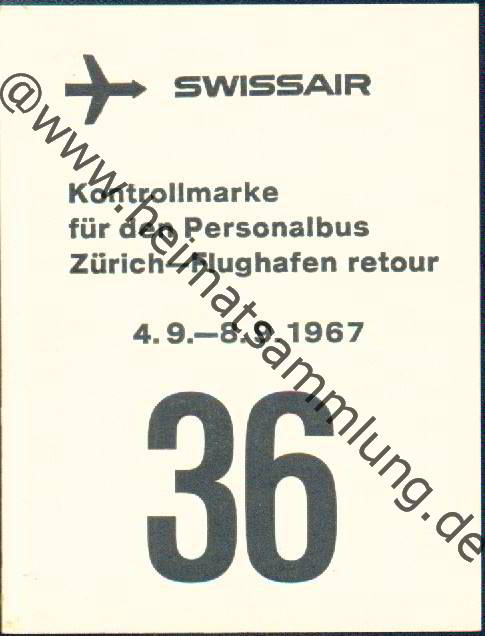 SWISSAIR
Kontrollmarke
für den Personalbus
Zürich–Flughafen retour
4.9.–8.9.1967
36
@www.heimatsammlung.de